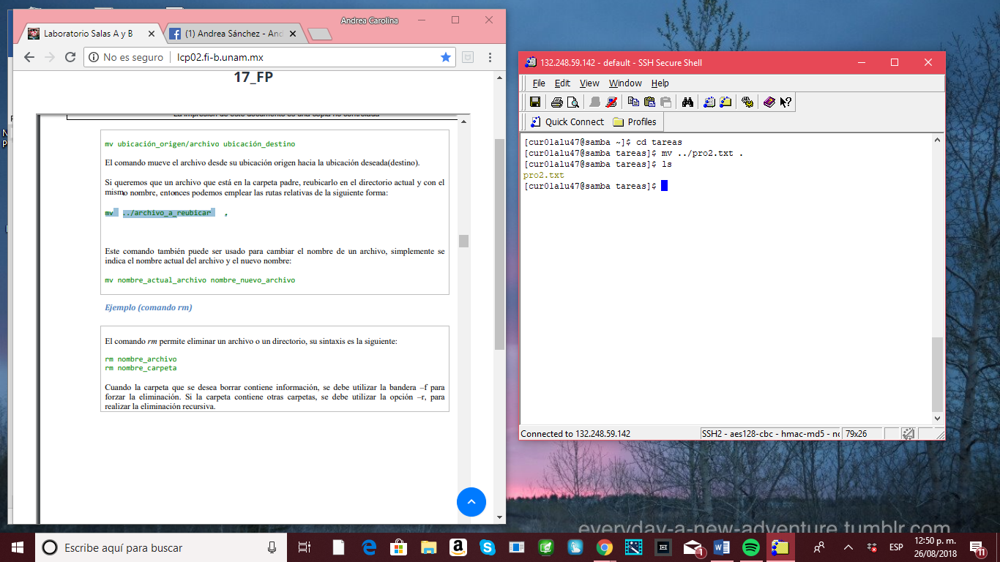 Andrea Carolina
Laboratorio Salas A y B
(1) Andrea Sánchez - And
No es seguro
lcp02.fi-b.unam.mx
17_FP
La impresión de este documento es una copia no controlada
mv ubicación_origen/archivo ubicación_destino
El comando mueve el archivo desde su ubicación origen hacia la ubicación deseada(destino).
Si queremos que un archivo que está en la carpeta padre, reubicarlo en el directorio actual y con el
mismo nombre, entonces podemos emplear las rutas relativas de la siguiente forma:
mv ../archivo_a_reubicar .
Este comando también puede ser usado para cambiar el nombre de un archivo, simplemente se
indica el nombre actual del archivo y el nuevo nombre:
mv nombre_actual_archivo nombre_nuevo_archivo
Ejemplo (comando rm)
El comando rm permite eliminar un archivo o un directorio, su sintaxis es la siguiente:
rm nombre_archivo
rm nombre_carpeta
Cuando la carpeta que se desea borrar contiene información, se debe utilizar la bandera –f para
forzar la eliminación. Si la carpeta contiene otras carpetas, se debe utilizar la opción –r, para
realizar la eliminación recursiva.
132.248.59.142 - default - SSH Secure Shell
File Edit View Window Help
Quick Connect Profiles
[cur01alu47@samba ~]$ cd tareas
[cur01alu47@samba tareas]$ mv ../pro2.txt .
[cur01alu47@samba tareas]$ ls
pro2.txt
[cur01alu47@samba tareas]$
Connected to 132.248.59.142
SSH2 - aes128-cbc - hmac-md5 - nc
79x26
everyday-a-new-adventure.tumblr.com
Escribe aquí para buscar
ESP
12:50 p. m.
26/08/2018
1
11